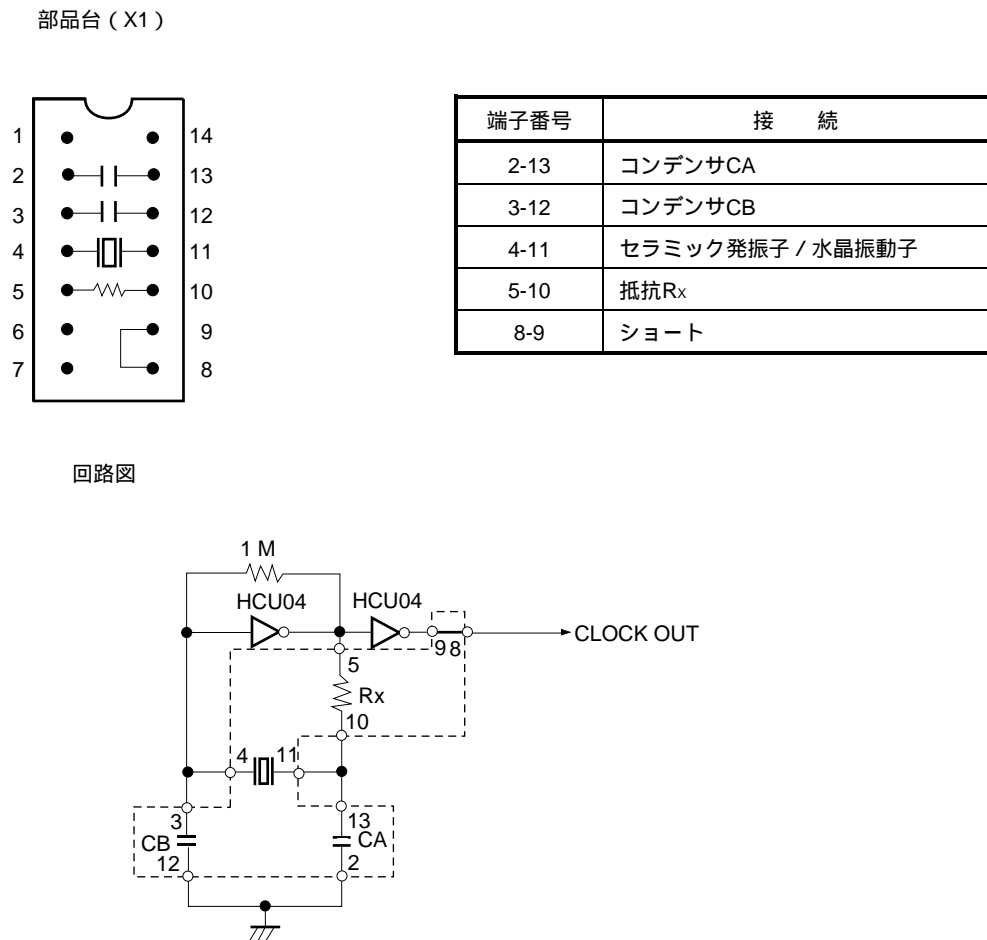 部品台(X1)
1 14
2 13
3 12
4 11
5 10
6 9
7 8
端子番号 接 続
2-13 コンデンサCA
3-12 コンデンサCB
4-11 セラミック発振子/水晶振動子
5-10 抵抗Rx
8-9 ショート
回路図
1 M
HCU04 HCU04
9 8 CLOCK OUT
5
Rx
10
4 11
3 13
CB CA
12 2